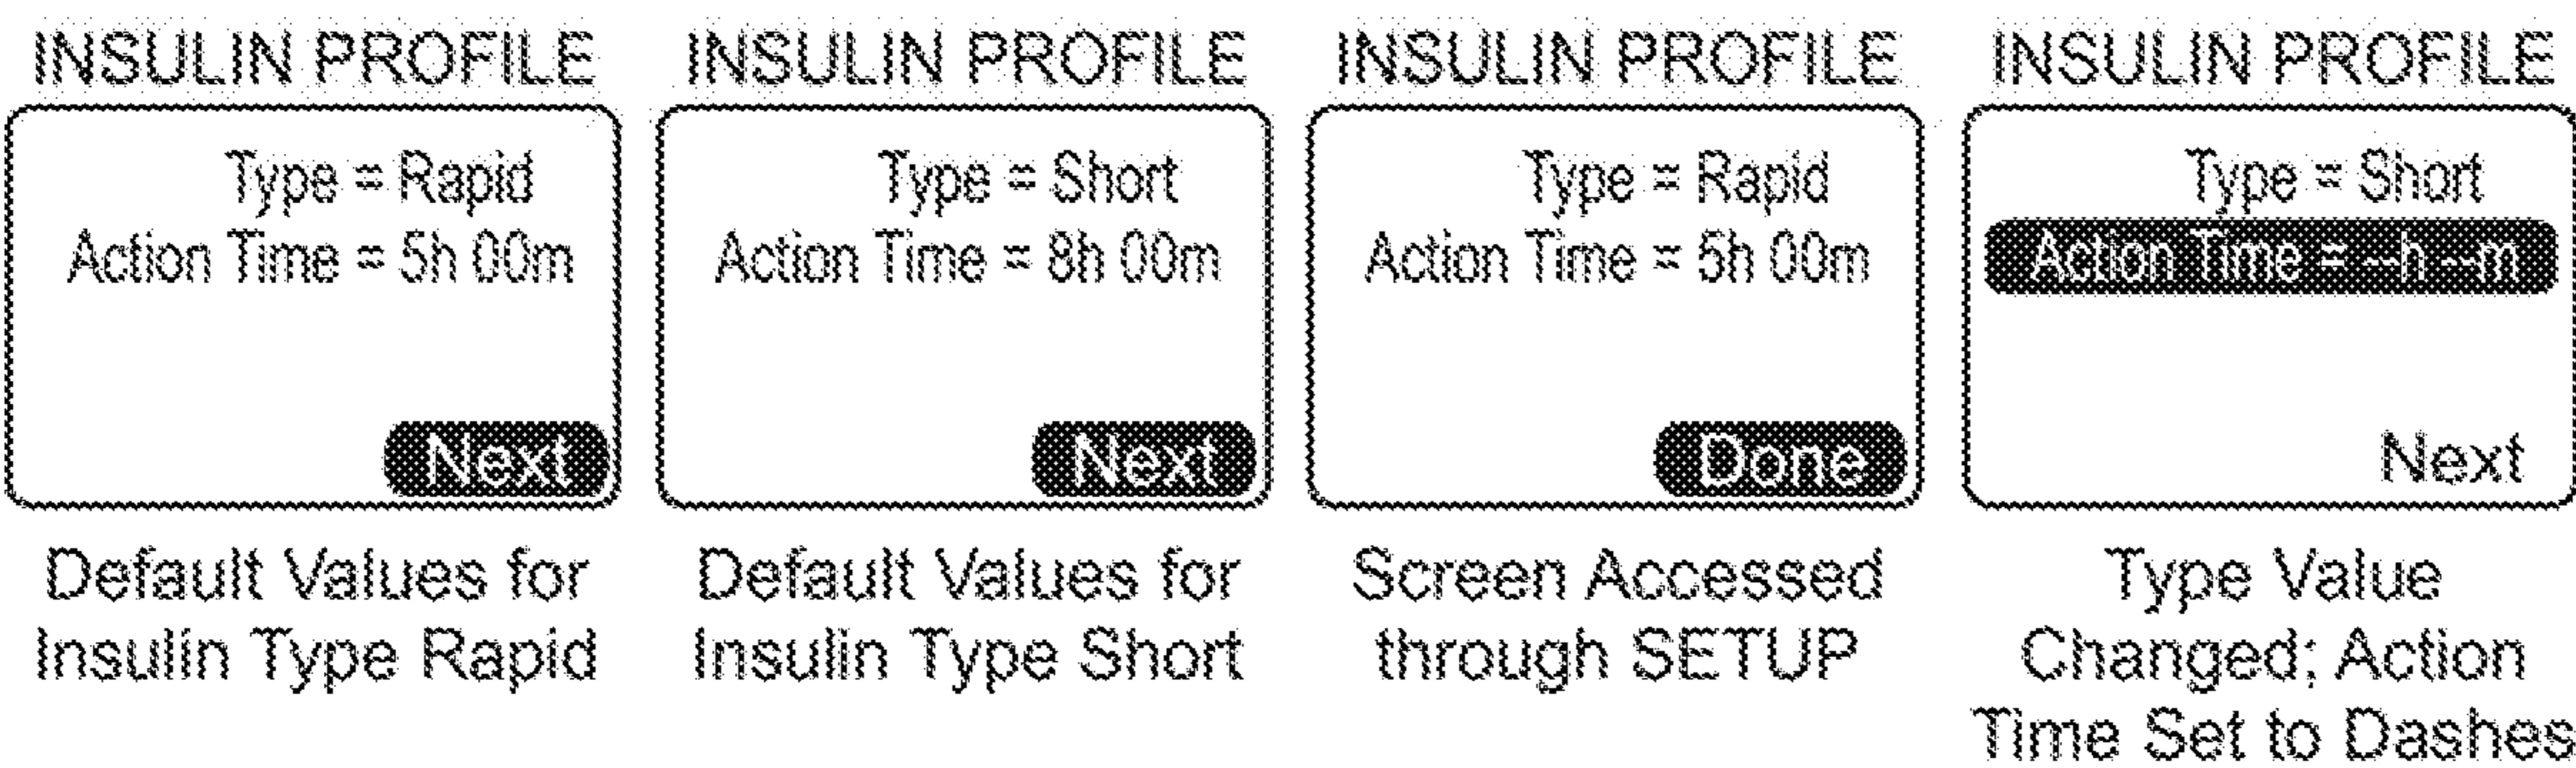 INSULIN PROFILE
Type = Rapid
Action Time = 5h 00m
Next
Default Values for
Insulin Type Rapid
INSULIN PROFILE
Type = Short
Action Time = 8h 00m
Next
Default Values for
Insulin Type Short
INSULIN PROFILE
Type = Rapid
Action Time = 5h 00m
Done
Screen Accessed
through SETUP
INSULIN PROFILE
Type = Short
Action Time = --h --m
Next
Type Value
Changed; Action
Time Set to Dashes